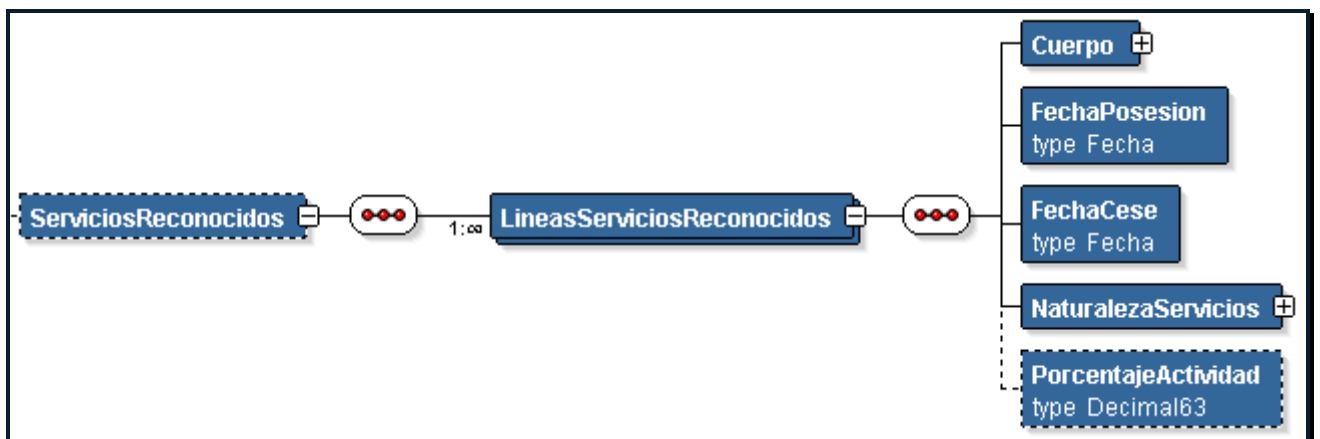 Cuerpo
FechaPosesion
type Fecha
ServiciosReconocidos
1:∞
LineasServiciosReconocidos
FechaCese
type Fecha
NaturalezaServicios
PorcentajeActividad
type Decimal63